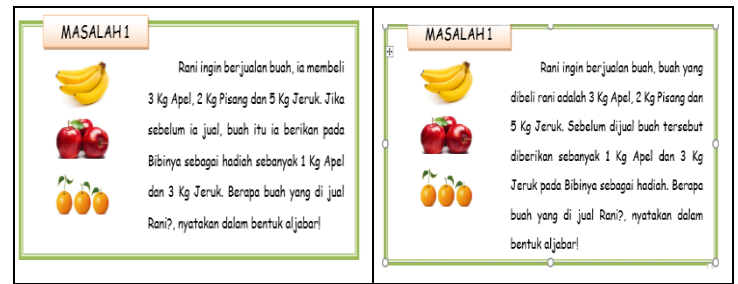 MASALAH 1
Rani ingin berjualan buah, ia membeli
3 Kg Apel, 2 Kg Pisang dan 5 Kg Jeruk. Jika
sebelum ia jual, buah itu ia berikan pada
Bibinya sebagai hadiah sebanyak 1 Kg Apel
dan 3 Kg Jeruk. Berapa buah yang di jual
Rani?, nyatakan dalam bentuk aljabar!
MASALAH 1
Rani ingin berjualan buah, buah yang
dibeli rani adalah 3 Kg Apel, 2 Kg Pisang dan
5 Kg Jeruk. Sebelum dijual buah tersebut
diberikan sebanyak 1 Kg Apel dan 3 Kg
Jeruk pada Bibinya sebagai hadiah. Berapa
buah yang di jual Rani?, nyatakan dalam
bentuk aljabar!